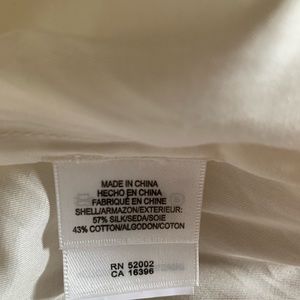 MADE IN CHINA
HECHO EN CHINA
FABRIQUÉ EN CHINE
SHELL/ARMAZON/EXTERIEUR:
57% SILK/SEDA/SOIE
43% COTTON/ALGODON/COTON
RN 52002
CA 16396